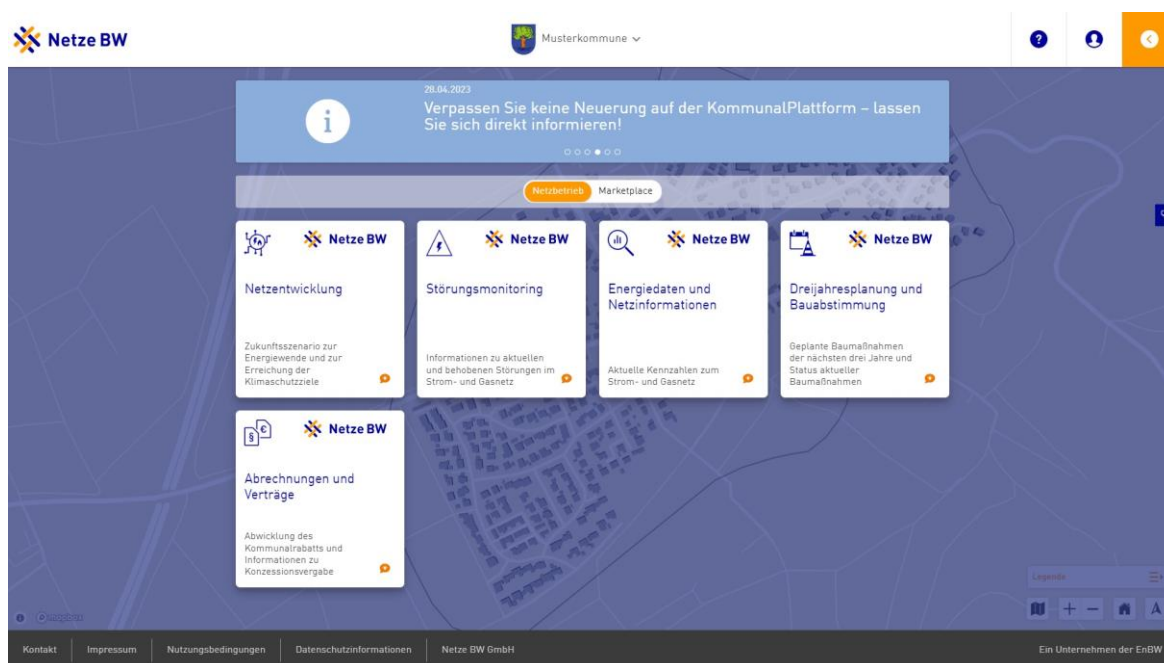 Netze BW
Musterkommune
28.04.2023
Verpassen Sie keine Neuerung auf der KommunalPlattform – lassen
Sie sich direkt informieren!
Netzbetrieb Marketplace
Netze BW
Netzentwicklung
Zukunftsszenario zur
Energiewende und zur
Erreichung der
Klimaschutzziele
Netze BW
Störungsmonitoring
Informationen zu aktuellen
und behobenen Störungen im
Strom- und Gasnetz
Netze BW
Energiedaten und
Netzinformationen
Aktuelle Kennzahlen zum
Strom- und Gasnetz
Netze BW
Dreijahresplanung und
Bauabstimmung
Geplante Baumaßnahmen
der nächsten drei Jahre und
Status aktueller
Baumaßnahmen
§ €
Netze BW
Abrechnungen und
Verträge
Abwicklung des
Kommunalrabatts und
Informationen zu
Konzessionsvergabe
Legende
mapbox
Kontakt Impressum Nutzungsbedingungen Datenschutzinformationen Netze BW GmbH Ein Unternehmen der EnBW